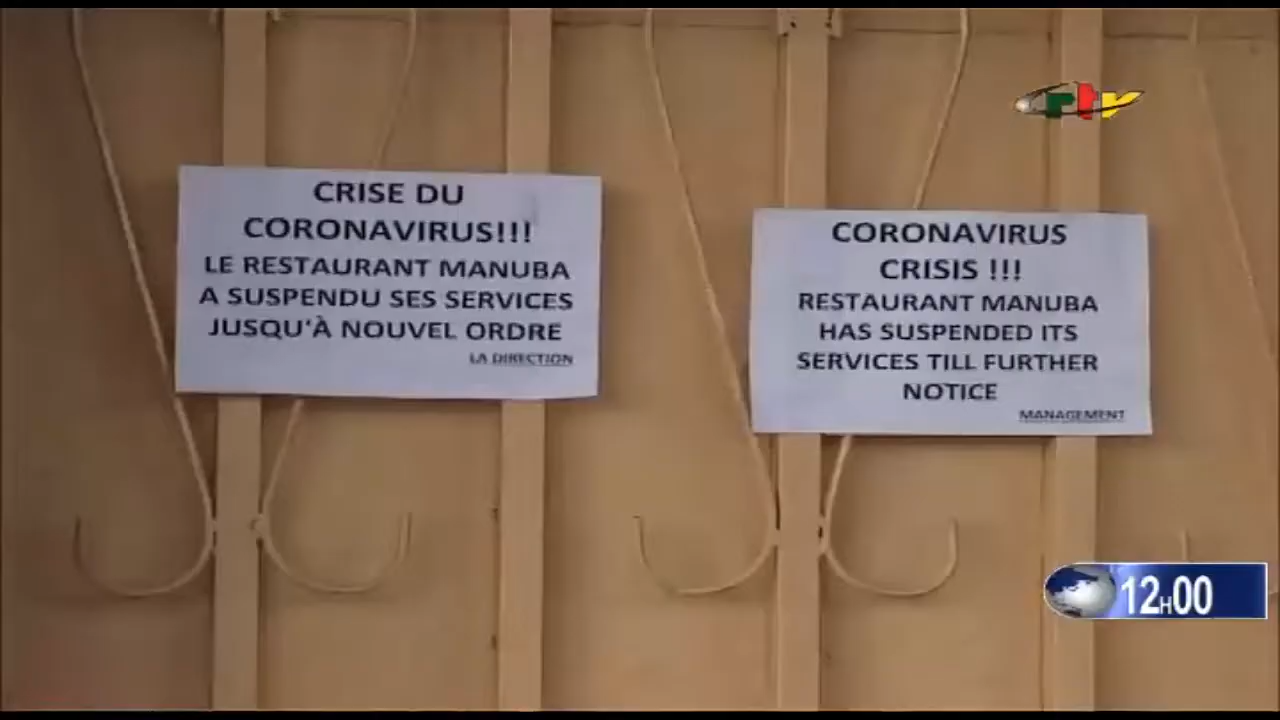 crtv
CRISE DU
CORONAVIRUS!!!
LE RESTAURANT MANUBA
A SUSPENDU SES SERVICES
JUSQU'À NOUVEL ORDRE
LA DIRECTION
CORONAVIRUS
CRISIS !!!
RESTAURANT MANUBA
HAS SUSPENDED ITS
SERVICES TILL FURTHER
NOTICE
MANAGEMENT
12H00